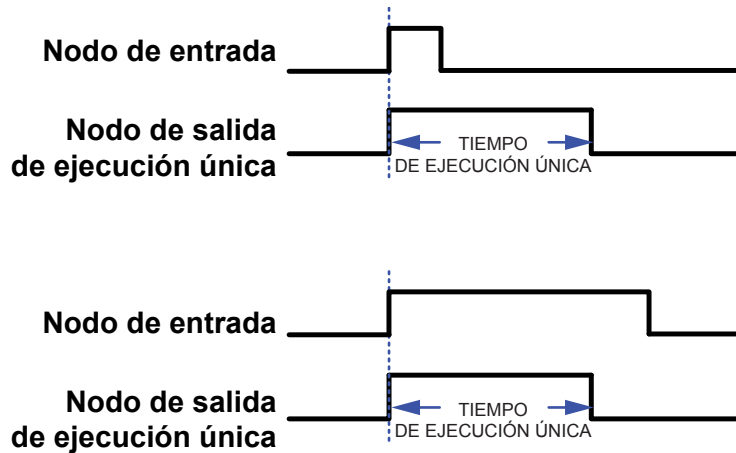 Nodo de entrada
Nodo de salida
de ejecución única
TIEMPO
DE EJECUCIÓN ÚNICA
Nodo de entrada
Nodo de salida
de ejecución única
TIEMPO
DE EJECUCIÓN ÚNICA